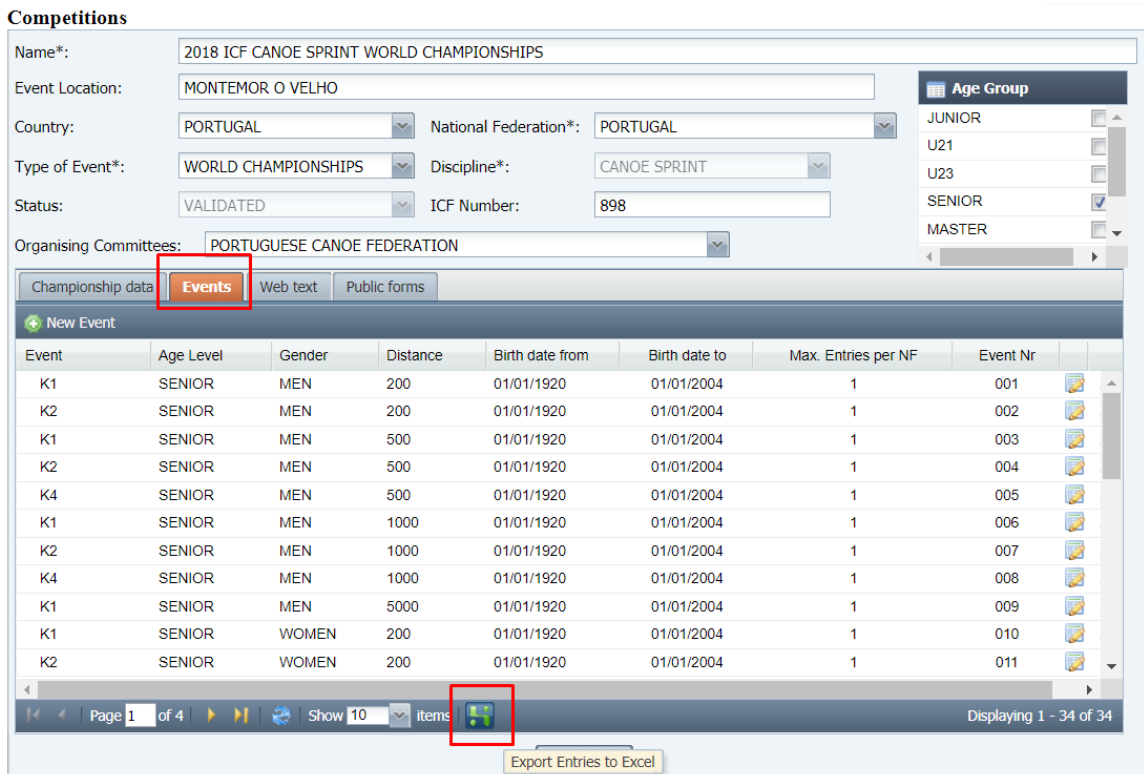 Competitions
Name*: 2018 ICF CANOE SPRINT WORLD CHAMPIONSHIPS
Event Location: MONTEMOR O VELHO
Country: PORTUGAL National Federation*: PORTUGAL
Type of Event*: WORLD CHAMPIONSHIPS Discipline*: CANOE SPRINT
Status: VALIDATED ICF Number: 898
Organising Committees: PORTUGUESE CANOE FEDERATION
Age Group
JUNIOR
U21
U23
SENIOR
MASTER
Championship data Events Web text Public forms
New Event
Event Age Level Gender Distance Birth date from Birth date to Max. Entries per NF Event Nr
K1 SENIOR MEN 200 01/01/1920 01/01/2004 1 001
K2 SENIOR MEN 200 01/01/1920 01/01/2004 1 002
K1 SENIOR MEN 500 01/01/1920 01/01/2004 1 003
K2 SENIOR MEN 500 01/01/1920 01/01/2004 1 004
K4 SENIOR MEN 500 01/01/1920 01/01/2004 1 005
K1 SENIOR MEN 1000 01/01/1920 01/01/2004 1 006
K2 SENIOR MEN 1000 01/01/1920 01/01/2004 1 007
K4 SENIOR MEN 1000 01/01/1920 01/01/2004 1 008
K1 SENIOR MEN 5000 01/01/1920 01/01/2004 1 009
K1 SENIOR WOMEN 200 01/01/1920 01/01/2004 1 010
K2 SENIOR WOMEN 200 01/01/1920 01/01/2004 1 011
Page 1 of 4 Show 10 items Displaying 1 - 34 of 34
Export Entries to Excel